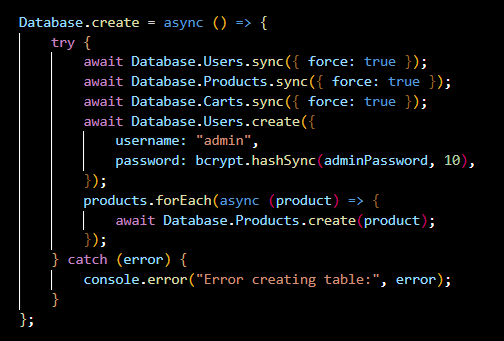 Database.create = async () => {
    try {
        await Database.Users.sync({ force: true });
        await Database.Products.sync({ force: true });
        await Database.Carts.sync({ force: true });
        await Database.Users.create({
            username: "admin",
            password: bcrypt.hashSync(adminPassword, 10),
        });
        products.forEach(async (product) => {
            await Database.Products.create(product);
        });
    } catch (error) {
        console.error("Error creating table:", error);
    }
};